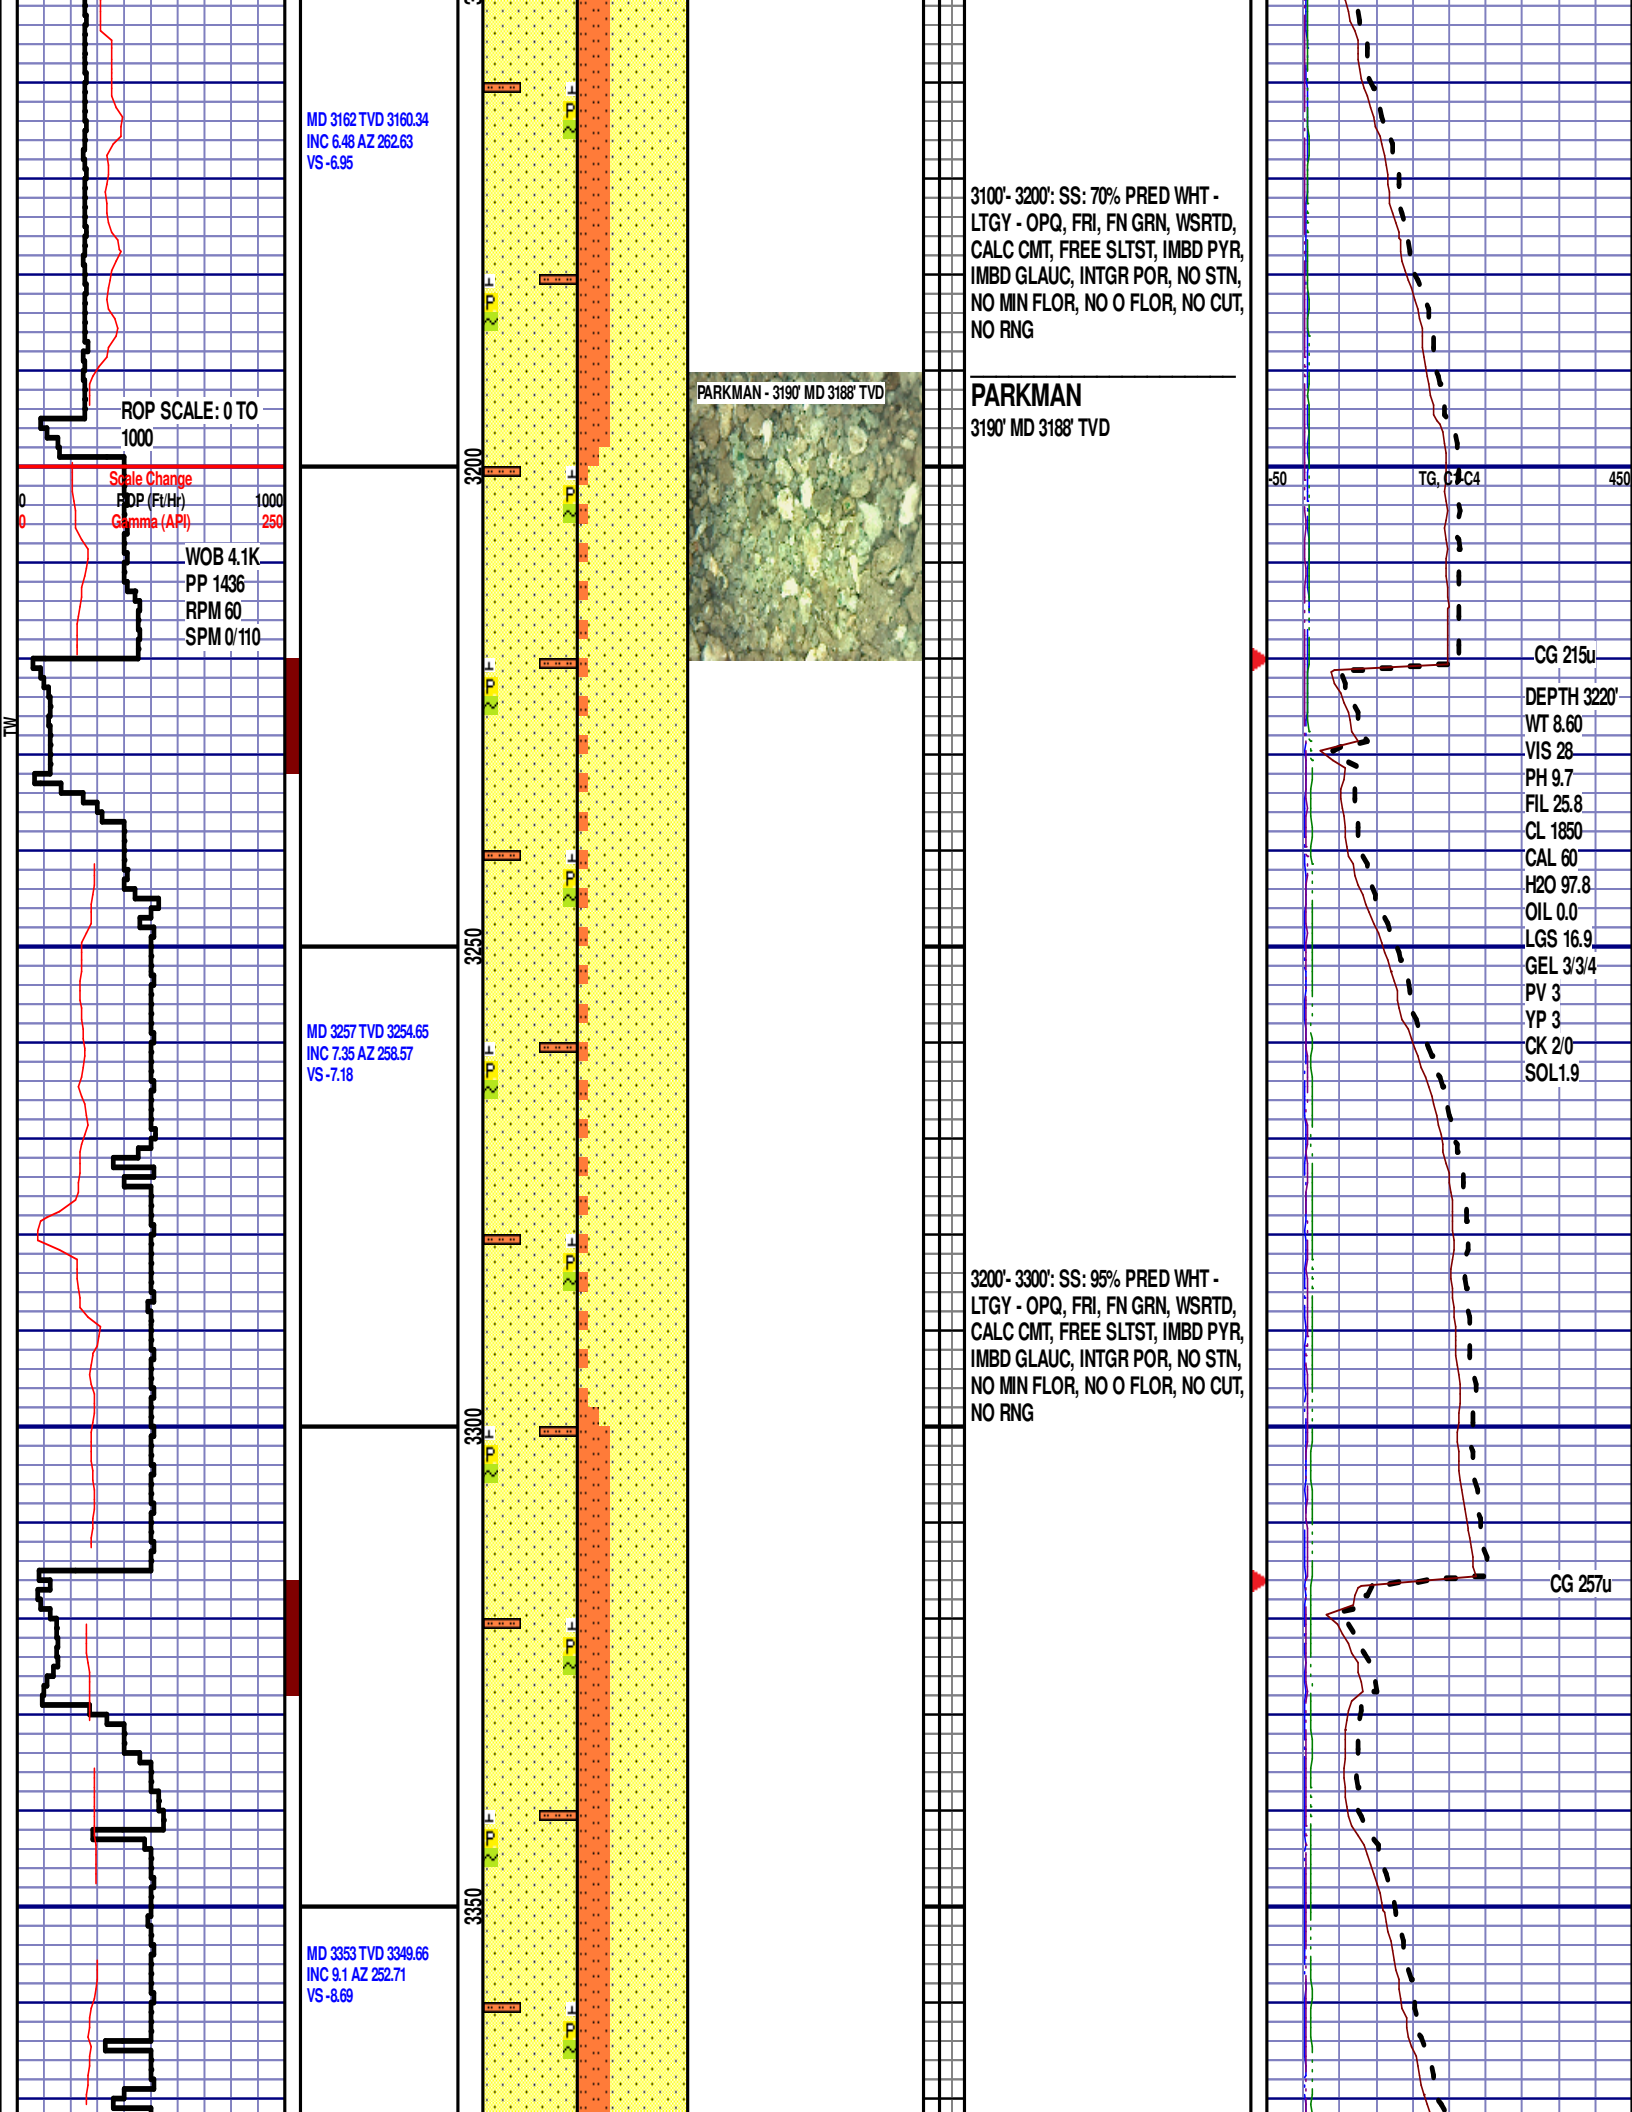 MD 3162 TVD 3160.34
INC 6.48 AZ 262.63
VS -6.95
3100'- 3200': SS: 70% PRED WHT -
LTGY - OPQ, FRI, FN GRN, WSRTD,
CALC CMT, FREE SLTST, IMBD PYR,
IMBD GLAUC, INTGR POR, NO STN,
NO MIN FLOR, NO O FLOR, NO CUT,
NO RNG
PARKMAN - 3190' MD 3188' TVD
PARKMAN
3190' MD 3188' TVD
ROP SCALE: 0 TO
1000
3200
Scale Change
0 ROP (Ft/Hr) 1000
0 Gamma (API) 250
-50 TG, C1-C4 450
WOB 4.1K
PP 1436
RPM 60
SPM 0/110
TW
CG 215u
DEPTH 3220'
WT 8.60
VIS 28
PH 9.7
FIL 25.8
CL 1850
CAL 60
H2O 97.8
OIL 0.0
LGS 16.9
GEL 3/3/4
PV 3
YP 3
CK 2/0
SOL1.9
3250
MD 3257 TVD 3254.65
INC 7.35 AZ 258.57
VS -7.18
3200'- 3300': SS: 95% PRED WHT -
LTGY - OPQ, FRI, FN GRN, WSRTD,
CALC CMT, FREE SLTST, IMBD PYR,
IMBD GLAUC, INTGR POR, NO STN,
NO MIN FLOR, NO O FLOR, NO CUT,
NO RNG
3300
CG 257u
3350
MD 3353 TVD 3349.66
INC 9.1 AZ 252.71
VS -8.69
P
P
P
P
P
P
P
P
P
P
P